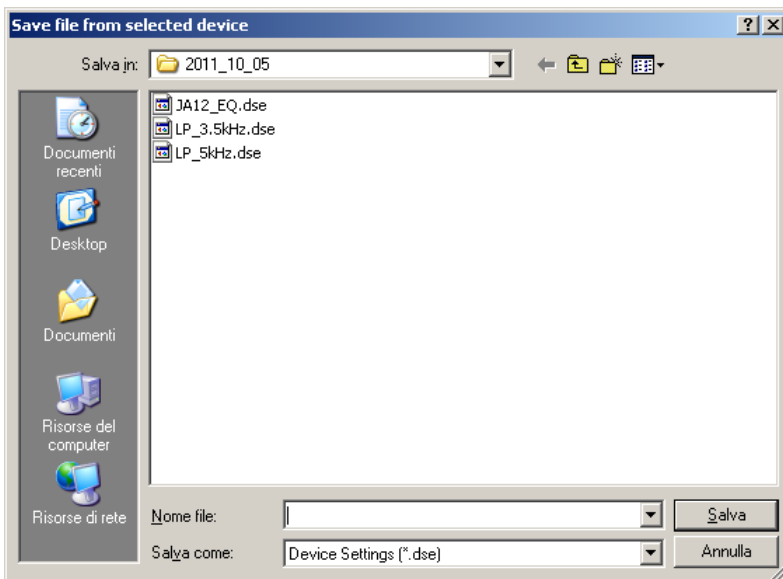 Save file from selected device
Salva in:
2011_10_05
JA12_EQ.dse
LP_3.5kHz.dse
LP_5kHz.dse
Documenti
recenti
Desktop
Documenti
Risorse del
computer
Risorse di rete
Nome file:
Salva
Salva come:
Device Settings (*.dse)
Annulla